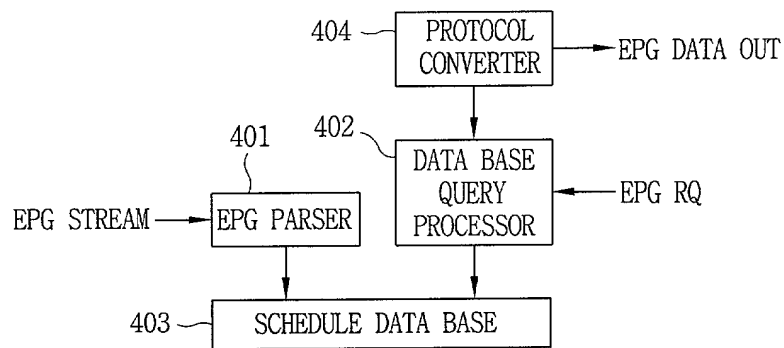 404
PROTOCOL
CONVERTER
EPG DATA OUT
402
401
DATA BASE
QUERY
PROCESSOR
EPG RQ
EPG STREAM
EPG PARSER
403
SCHEDULE DATA BASE